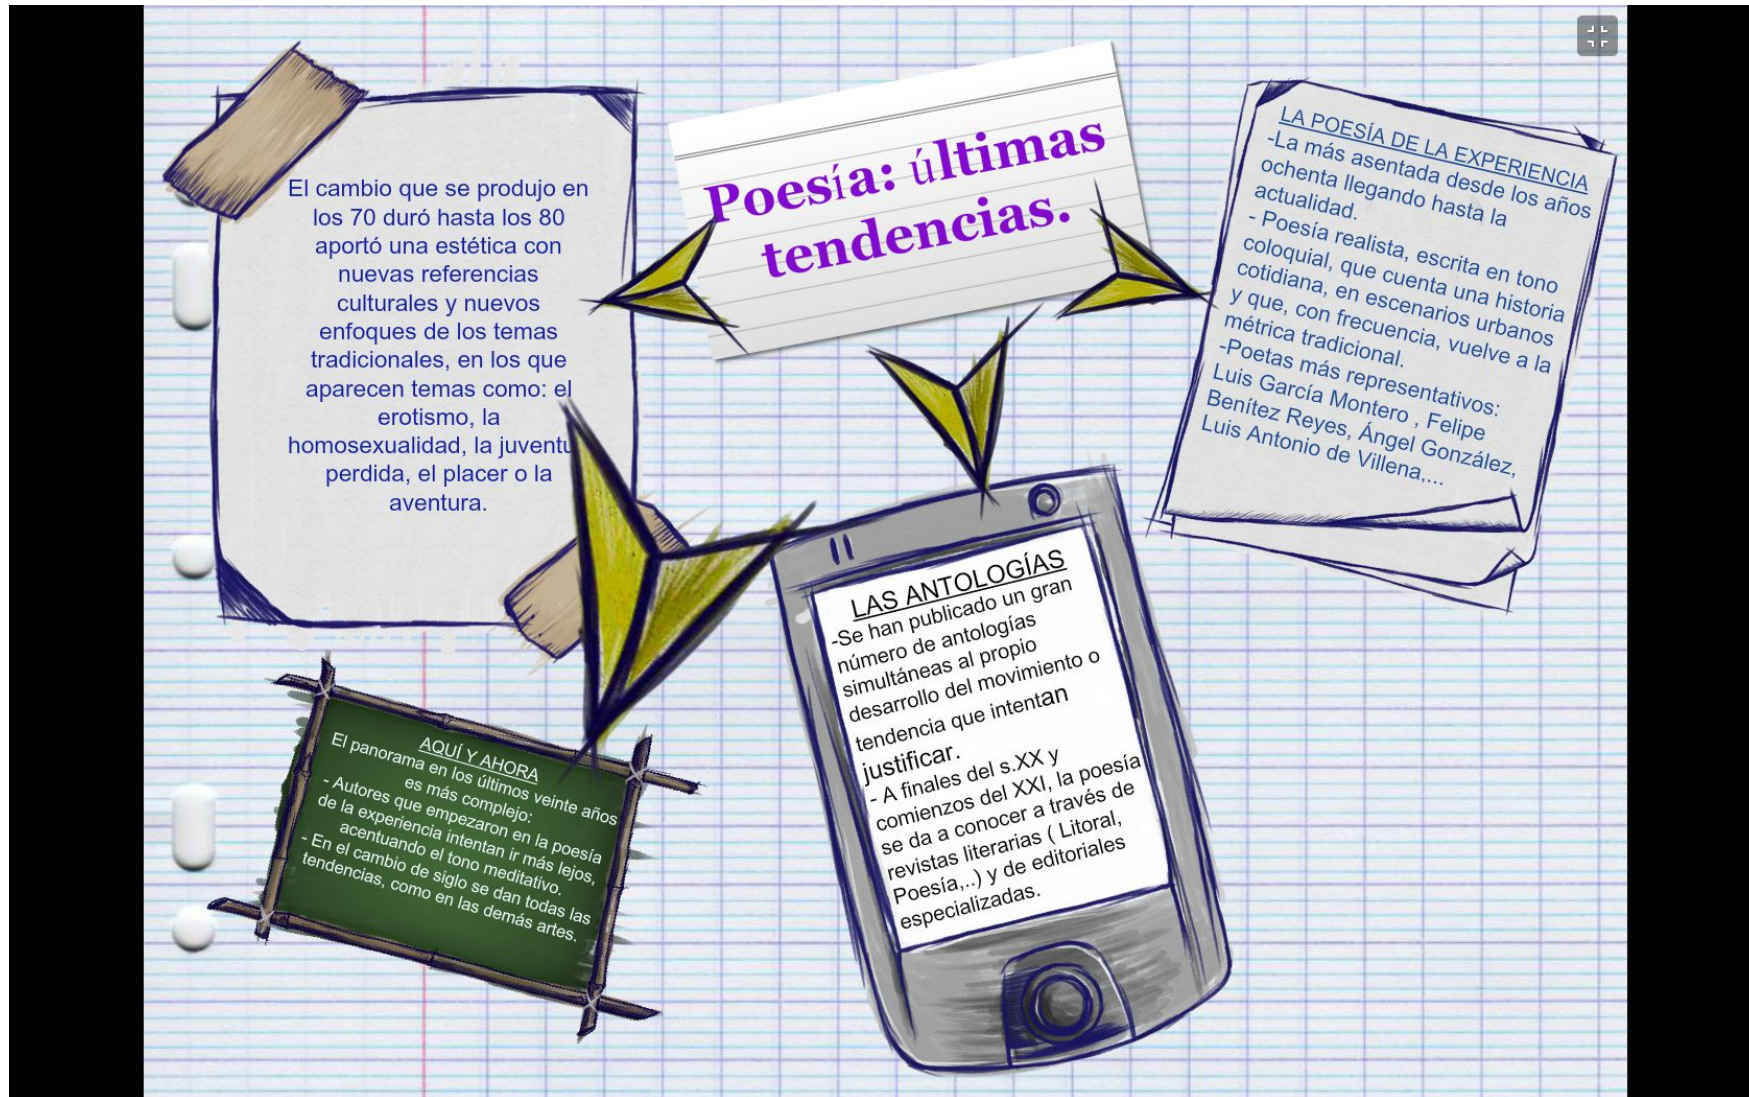 Poesía: últimas
tendencias.
El cambio que se produjo en
los 70 duró hasta los 80
aportó una estética con
nuevas referencias
culturales y nuevos
enfoques de los temas
tradicionales, en los que
aparecen temas como: el
erotismo, la
homosexualidad, la juventu
perdida, el placer o la
aventura.
LA POESÍA DE LA EXPERIENCIA
-La más asentada desde los años
ochenta llegando hasta la
actualidad.
- Poesía realista, escrita en tono
coloquial, que cuenta una historia
cotidiana, en escenarios urbanos
y que, con frecuencia, vuelve a la
métrica tradicional.
-Poetas más representativos:
Luis García Montero , Felipe
Benítez Reyes, Ángel González,
Luis Antonio de Villena,...
LAS ANTOLOGÍAS
-Se han publicado un gran
número de antologías
simultáneas al propio
desarrollo del movimiento o
tendencia que intentan
justificar.
- A finales del s.XX y
comienzos del XXI, la poesía
se da a conocer a través de
revistas literarias ( Litoral,
Poesía,..) y de editoriales
especializadas.
AQUÍ Y AHORA
El panorama en los últimos veinte años
es más complejo:
- Autores que empezaron en la poesía
de la experiencia intentan ir más lejos,
acentuando el tono meditativo.
- En el cambio de siglo se dan todas las
tendencias, como en las demás artes.